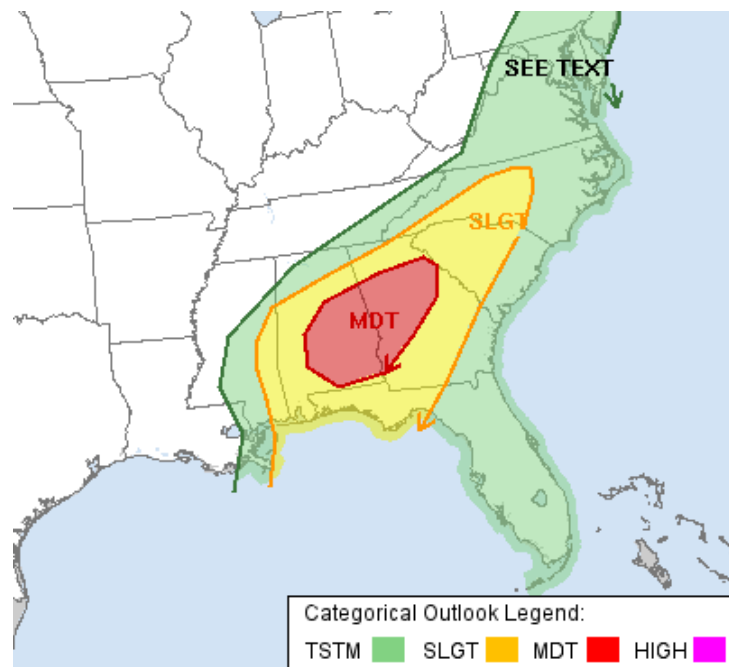 SEE TEXT
SLGT
MDT
Categorical Outlook Legend:
TSTM SLGT MDT HIGH